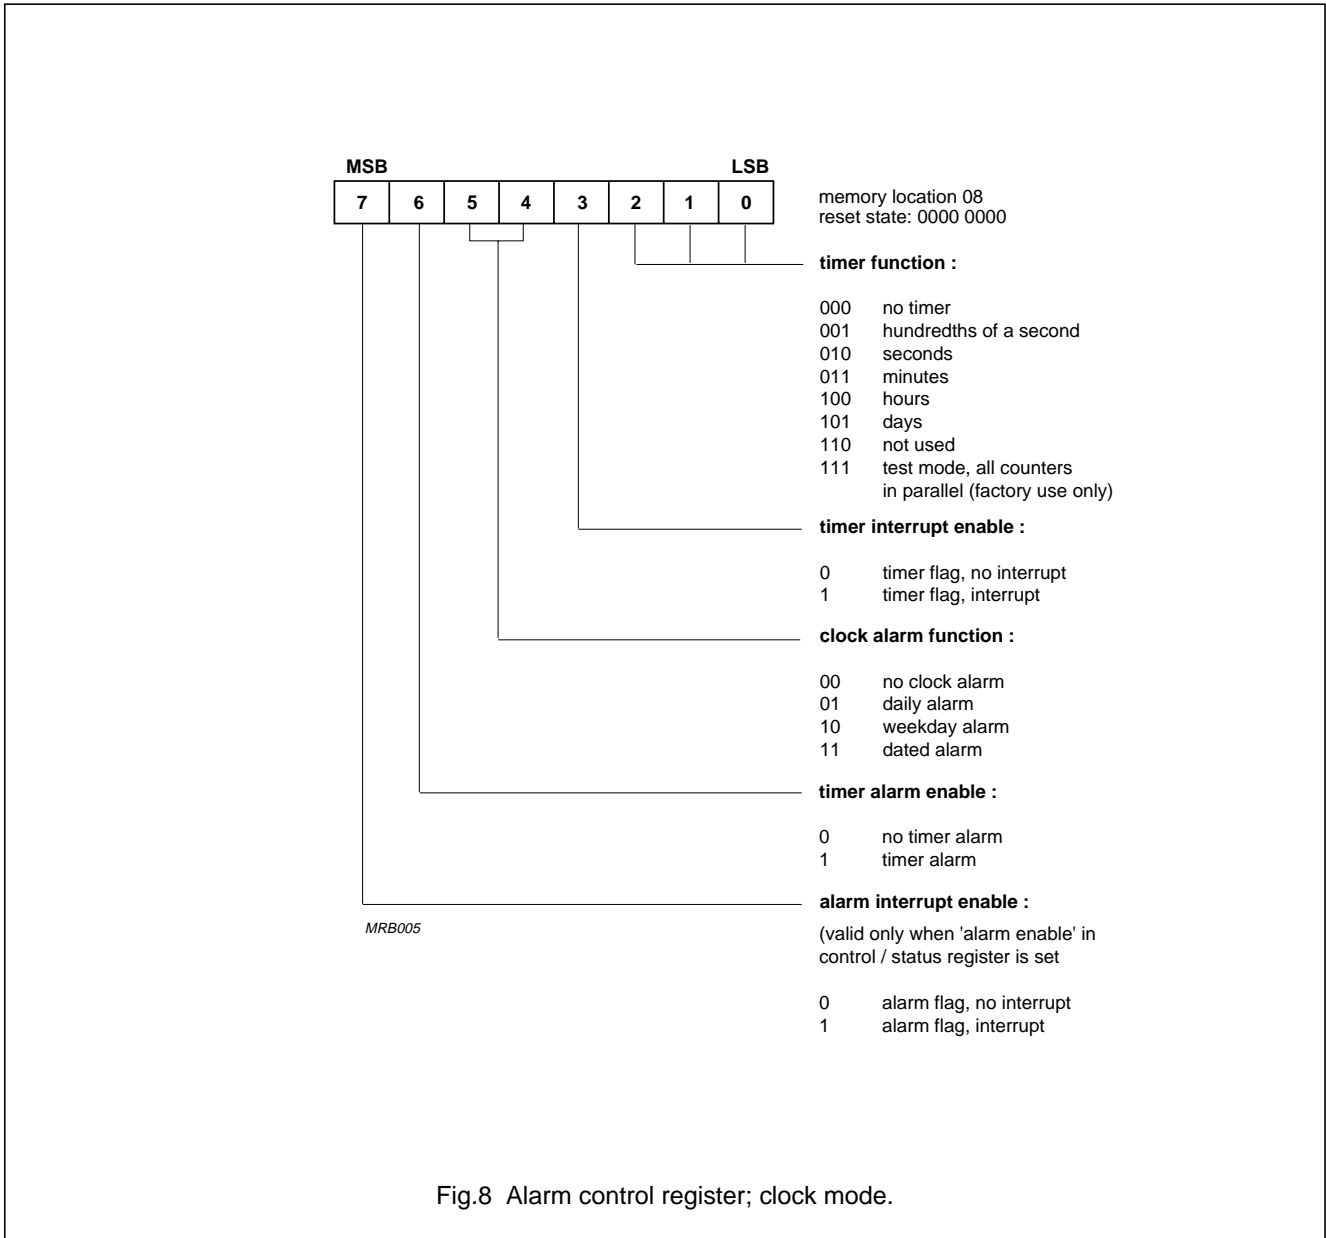 MSB LSB
7 6 5 4 3 2 1 0
memory location 08
reset state: 0000 0000
timer function :
000 no timer
001 hundredths of a second
010 seconds
011 minutes
100 hours
101 days
110 not used
111 test mode, all counters
in parallel (factory use only)
timer interrupt enable :
0 timer flag, no interrupt
1 timer flag, interrupt
clock alarm function :
00 no clock alarm
01 daily alarm
10 weekday alarm
11 dated alarm
timer alarm enable :
0 no timer alarm
1 timer alarm
alarm interrupt enable :
(valid only when 'alarm enable' in
control / status register is set
0 alarm flag, no interrupt
1 alarm flag, interrupt
MRB005
Fig.8 Alarm control register; clock mode.